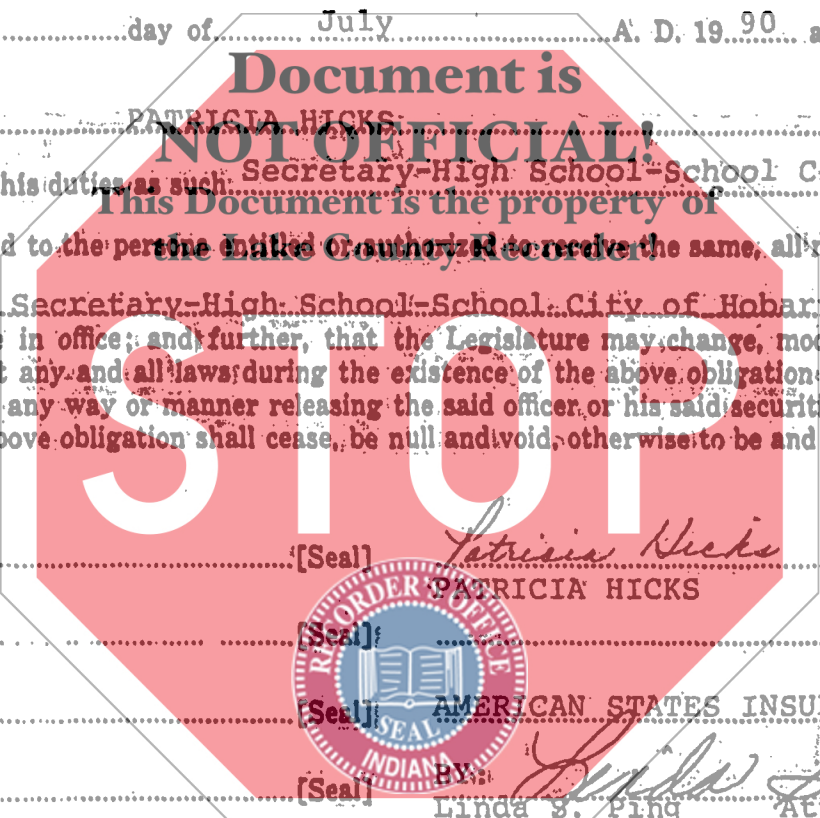 day of July A. D. 19 90
Document is
PATRICIA HICKS
NOT OFFICIAL!
his duties as such Secretary-High School-School
This Document is the property of
d to the persons entitled or authorized to receive the same, all
the Lake County Recorder!
Secretary-High School-School City of Hobar
in office; and further, that the Legislature may change, mod
any and all laws during the existence of the above obligation
any way or manner releasing the said officer or his said securit
ove obligation shall cease, be null and void, otherwise to be and
STOP
[Seal] Patricia Hicks
PATRICIA HICKS
RECORDER'S OFFICE
[Seal]
[Seal] AMERICAN STATES INSU
SEAL
INDIANA
BY: Linda S.
[Seal]
Linda S. Ping At